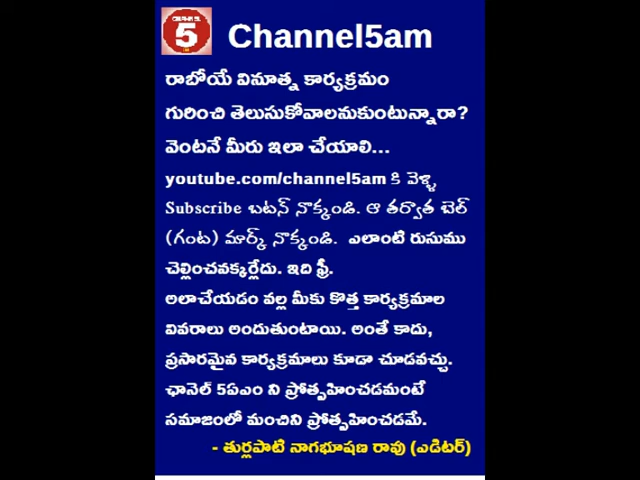 CHANNEL
5
Channel5am
రాబోయే వినూత్న కార్యక్రమం
గురించి తెలుసుకోవాలనుకుంటున్నారా?
వెంటనే మీరు ఇలా చేయాలి...
youtube.com/channel5am కి వెళ్ళి
Subscribe బటన్ నొక్కండి. ఆ తర్వాత బెల్
(గంట) మార్క్ నొక్కండి. ఎలాంటి రుసుము
చెల్లించవక్కర్లేదు. ఇది ఫ్రీ.
అలాచేయడం వల్ల మీకు కొత్త కార్యక్రమాల
వివరాలు అందుతుంటాయి. అంతే కాదు,
ప్రసారమైన కార్యక్రమాలు కూడా చూడవచ్చు.
ఛానెల్ 5ఏఎం ని ప్రోత్సహించడమంటే
సమాజంలో మంచిని ప్రోత్సహించడమే.
- తుర్లపాటి నాగభూషణ రావు (ఎడిటర్)